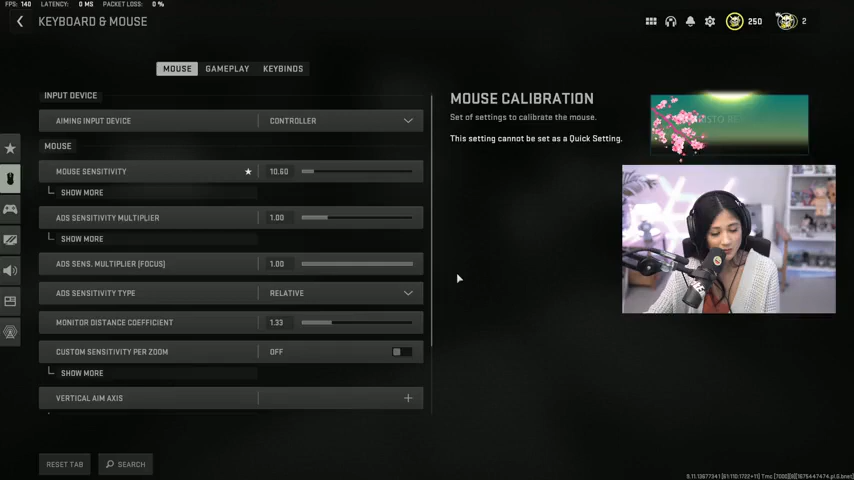 FPS: 140 LATENCY: 0 MS PACKET LOSS: 0 %
KEYBOARD & MOUSE
250
2
MOUSE GAMEPLAY KEYBINDS
INPUT DEVICE
AIMING INPUT DEVICE CONTROLLER
MOUSE
MOUSE SENSITIVITY 10.60
SHOW MORE
ADS SENSITIVITY MULTIPLIER 1.00
SHOW MORE
ADS SENS. MULTIPLIER [FOCUS] 1.00
ADS SENSITIVITY TYPE RELATIVE
MONITOR DISTANCE COEFFICIENT 1.33
CUSTOM SENSITIVITY PER ZOOM OFF
SHOW MORE
VERTICAL AIM AXIS
RESET TAB SEARCH
MOUSE CALIBRATION
Set of settings to calibrate the mouse.
This setting cannot be set as a Quick Setting.